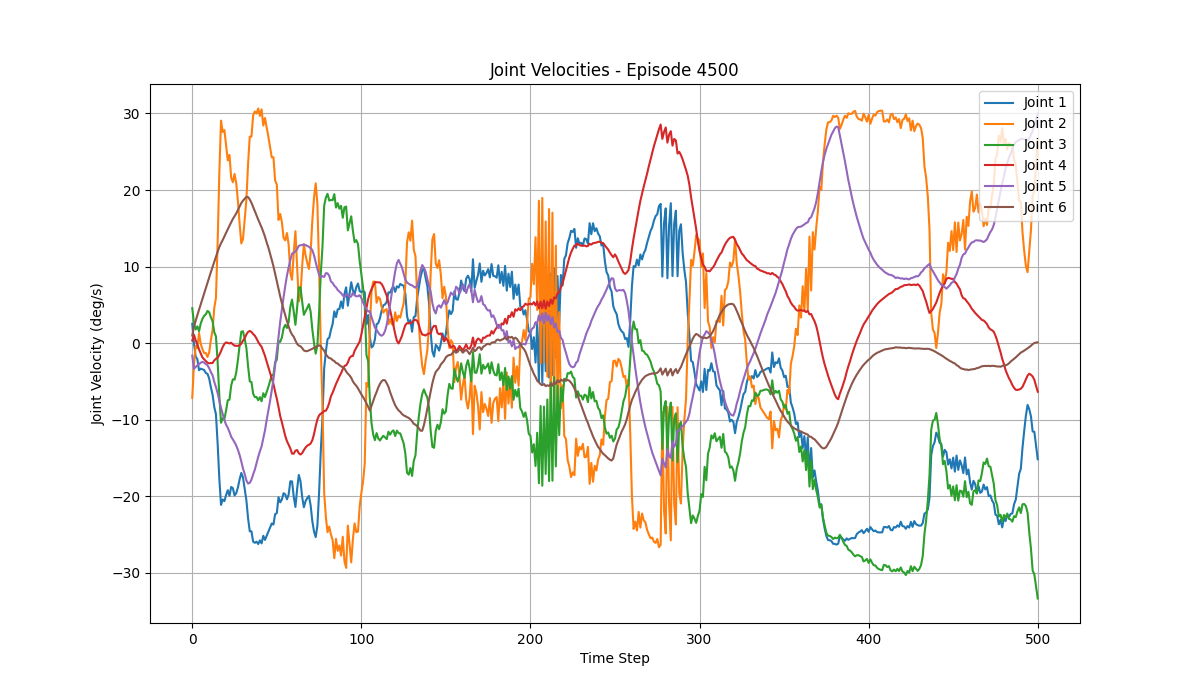 Joint Velocities - Episode 4500
Joint Velocity (deg/s)
30
20
10
0
−10
−20
−30
Joint 1
Joint 2
Joint 3
Joint 4
Joint 5
Joint 6
0
100
200
300
400
500
Time Step